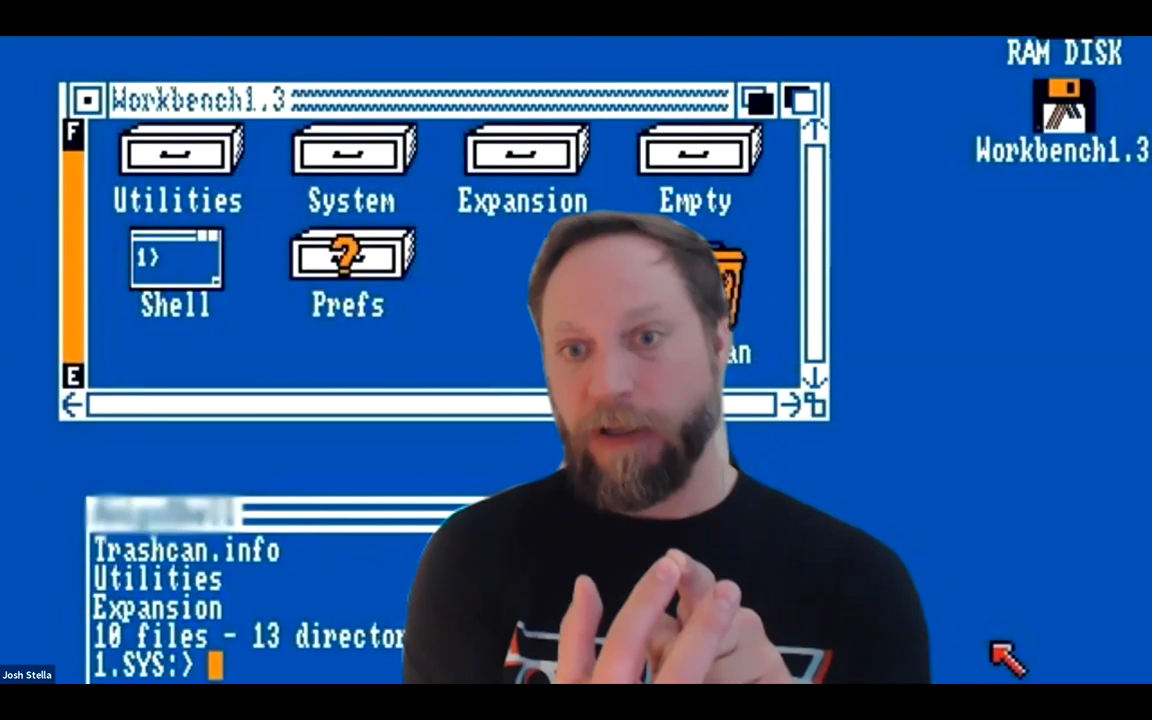 RAM DISK
Workbench1.3
F
Workbench1.3
Utilities System Expansion Empty
1>
Shell Prefs
an
E
Trashcan.info
Utilities
Expansion
10 files - 13 director
1.SYS:>
Josh Stella